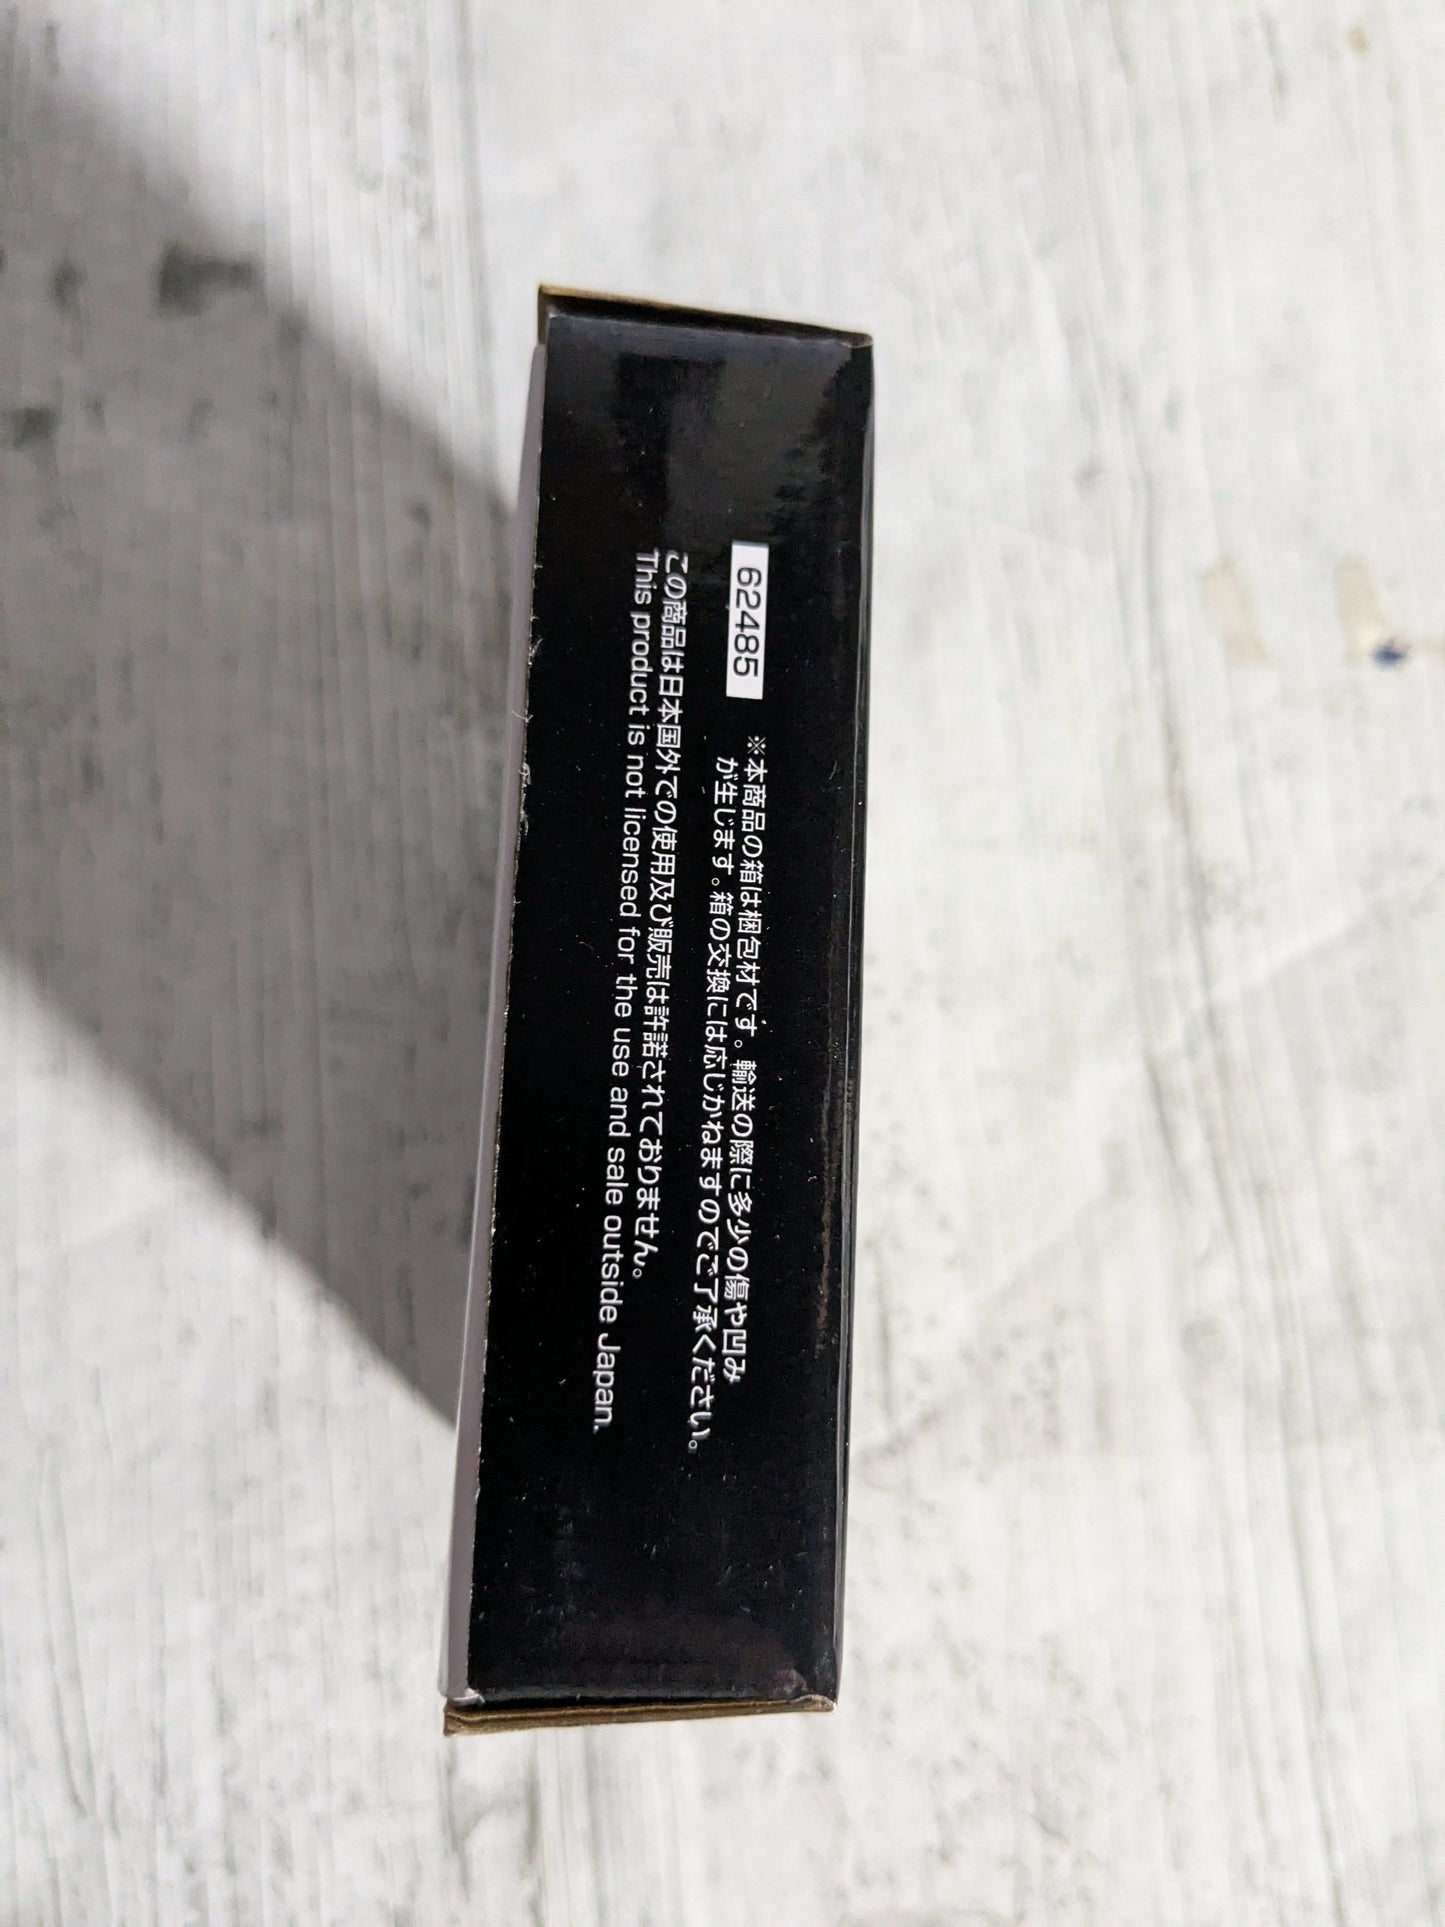 62485
※本商品の箱は梱包材です。輸送の際に多少の傷や凹み
が生じます。箱の交換には応じかねますのでご了承ください。
この商品は日本国外での使用及び販売は許諾されておりません。
This product is not licensed for the use and sale outside Japan.